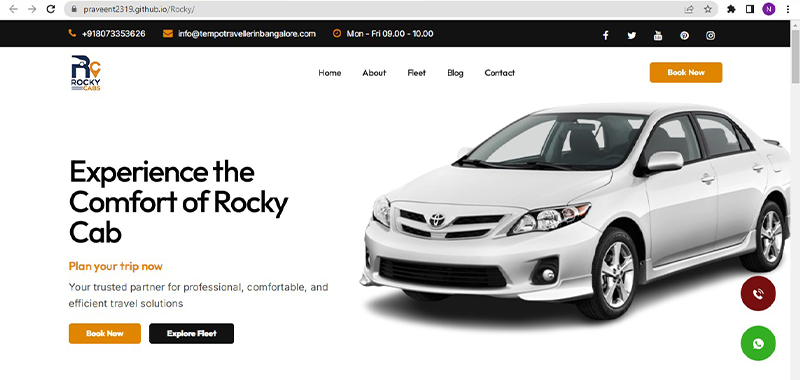 praveent2319.github.io/Rocky/
N
+918073353626 info@tempotravellerinbangalore.com Mon - Fri 09.00 - 10.00
ROCKY
CABS
Home About Fleet Blog Contact
Book Now
Experience the
Comfort of Rocky
Cab
Plan your trip now
Your trusted partner for professional, comfortable, and
efficient travel solutions
Book Now Explore Fleet